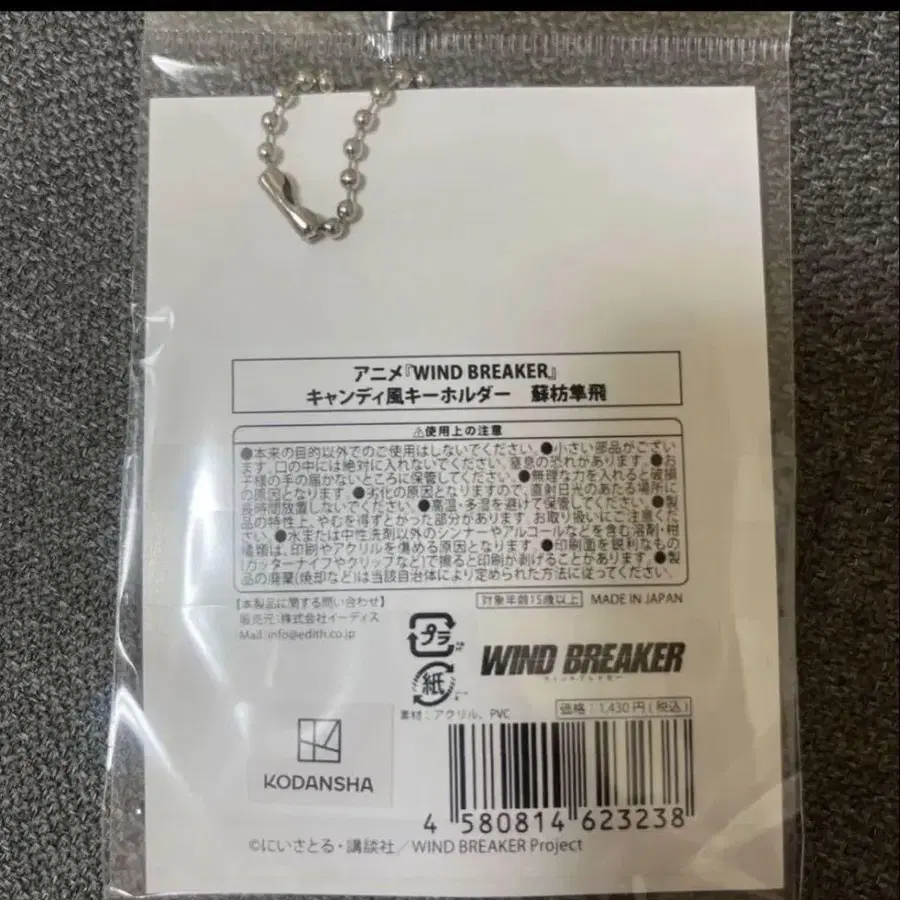 アニメ『WIND BREAKER』
キャンディ風キーホルダー　蘇枋隼飛
⚠使用上の注意
●本来の目的以外でのご使用はしないでください。●小さい部品がござい
ます。口の中には絶対に入れないでください。窒息の恐れがあります。●お
子様の手の届かないところに保管してください。●無理な力を入れると破損
の原因となります。●劣化の原因となりますので、直射日光のあたる場所に
長時間放置しないでください。●高温・多湿を避けて保管してください。●製
品の特性上、やむを得ずとがった部分があります。お取り扱いにご注意くだ
さい。●水または中性洗剤以外のシンナーやアルコールなどを含む溶剤・柑
橘類は、印刷やアクリルを傷める原因となります。●印刷面を鋭利なもの
(カッターナイフやクリップなど)で擦ると印刷が剥げることがあります。●製
品の廃棄(焼却など)は当該自治体により定められた方法に従ってください。
【本製品に関する問い合わせ】
販売元：株式会社イーディス
Mail：info@edith.co.jp
対象年齢15歳以上 MADE IN JAPAN
プラ
紙
WIND BREAKER
ウィンドブレイカー
素材：アクリル、PVC
価格：1,430円(税込)
KODANSHA
4 580814 623238
©にいさとる・講談社／WIND BREAKER Project